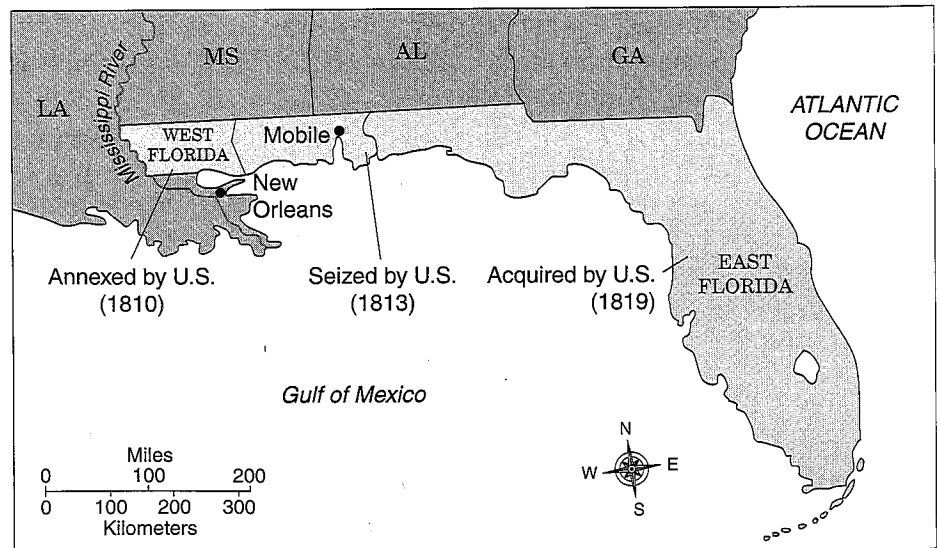 MS
AL
GA
LA
Mississippi River
ATLANTIC
OCEAN
WEST
FLORIDA
Mobile
New
Orleans
Annexed by U.S.
(1810)
Seized by U.S.
(1813)
Acquired by U.S.
(1819)
EAST
FLORIDA
Gulf of Mexico
Miles
0 100 200
0 100 200 300
Kilometers
N
W E
S